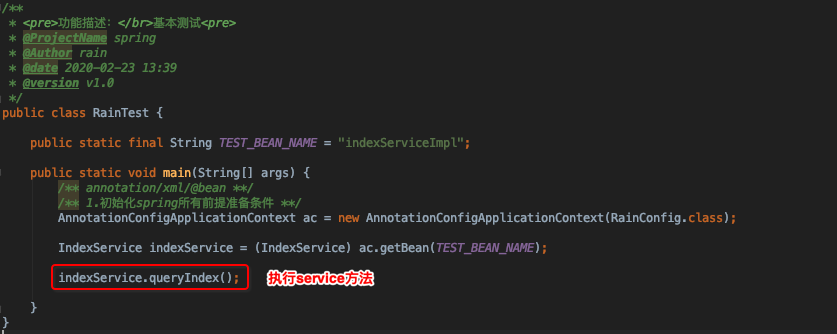 /**
 * <pre>功能描述: </br>基本测试<pre>
 * @ProjectName spring
 * @Author rain
 * @date 2020-02-23 13:39
 * @version v1.0
 */
public class RainTest {
    public static final String TEST_BEAN_NAME = "indexServiceImpl";
    public static void main(String[] args) {
        /** annotation/xml/@bean **/
        /** 1.初始化spring所有前提准备条件 **/
        AnnotationConfigApplicationContext ac = new AnnotationConfigApplicationContext(RainConfig.class);
        IndexService indexService = (IndexService) ac.getBean(TEST_BEAN_NAME);
        indexService.queryIndex(); 执行service方法
    }
}